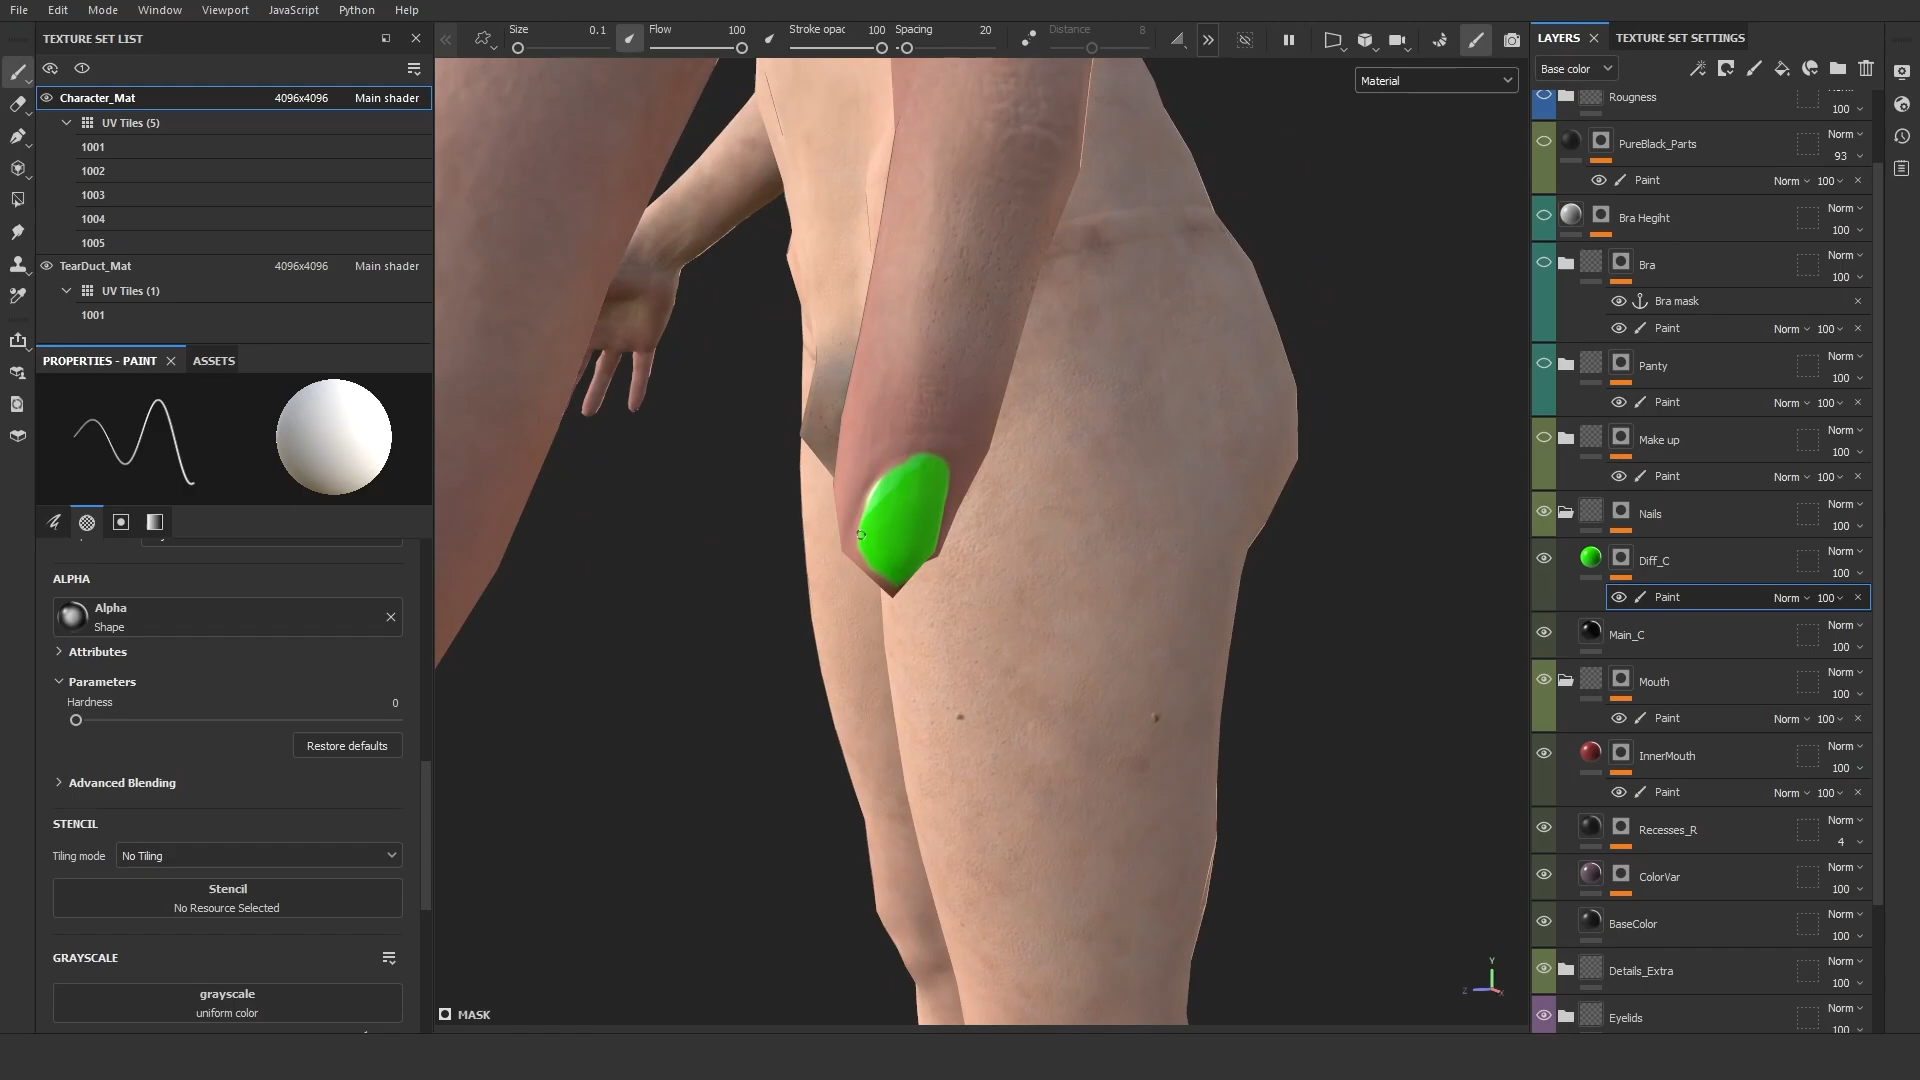 File Edit Mode Window Viewport JavaScript Python Help
TEXTURE SET LIST
Character_Mat 4096x4096 Main shader
UV Tiles (5)
1001
1002
1003
1004
1005
TearDuct_Mat 4096x4096 Main shader
UV Tiles (1)
1001
PROPERTIES - PAINT ASSETS
ALPHA
Alpha
Shape
Attributes
Parameters
Hardness 0
Restore defaults
Advanced Blending
STENCIL
Tiling mode No Tiling
Stencil
No Resource Selected
GRAYSCALE
grayscale
uniform color
Size 0.1 Flow 100 Stroke opac 100 Spacing 20 Distance 8
Material
MASK
Y
Z
LAYERS TEXTURE SET SETTINGS
Base color
Rougness
100
PureBlack_Parts Norm
93
Paint Norm 100
Bra Hegiht Norm
100
Bra Norm
100
Bra mask
Paint Norm 100
Panty Norm
100
Paint Norm 100
Make up Norm
100
Paint Norm 100
Nails Norm
100
Diff_C Norm
100
Paint Norm 100
Main_C Norm
100
Mouth Norm
100
Paint Norm 100
InnerMouth Norm
100
Paint Norm 100
Recesses_R Norm
4
ColorVar Norm
100
BaseColor Norm
100
Details_Extra Norm
100
Eyelids Norm
100